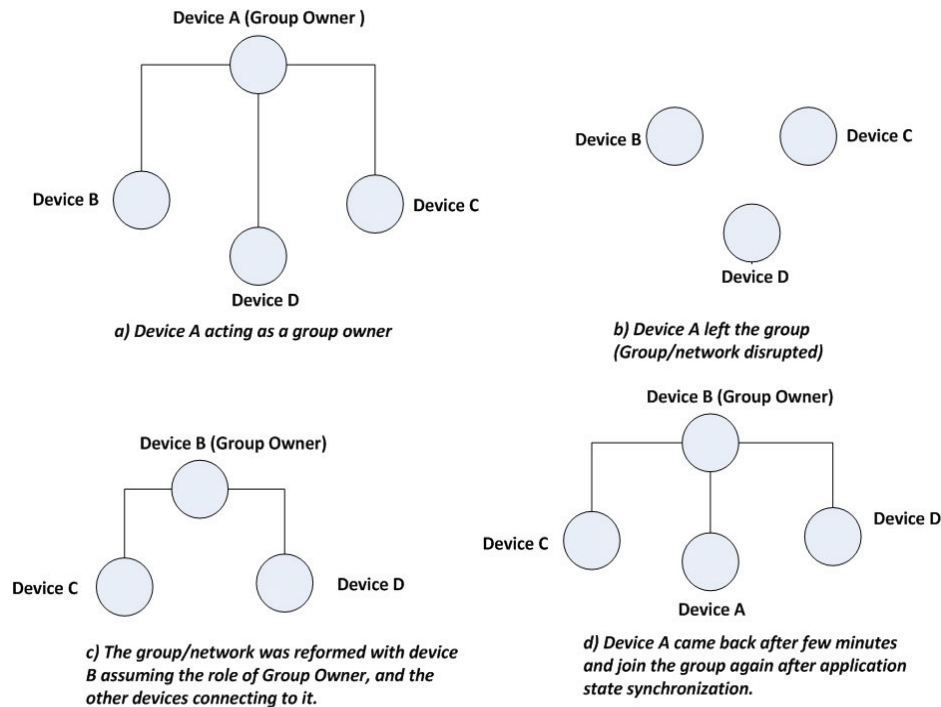 Device A (Group Owner )
Device B
Device C
Device D
a) Device A acting as a group owner
Device B
Device C
Device D
b) Device A left the group
(Group/network disrupted)
Device B (Group Owner)
Device C
Device D
c) The group/network was reformed with device
B assuming the role of Group Owner, and the
other devices connecting to it.
Device B (Group Owner)
Device C
Device D
Device A
d) Device A came back after few minutes
and join the group again after application
state synchronization.